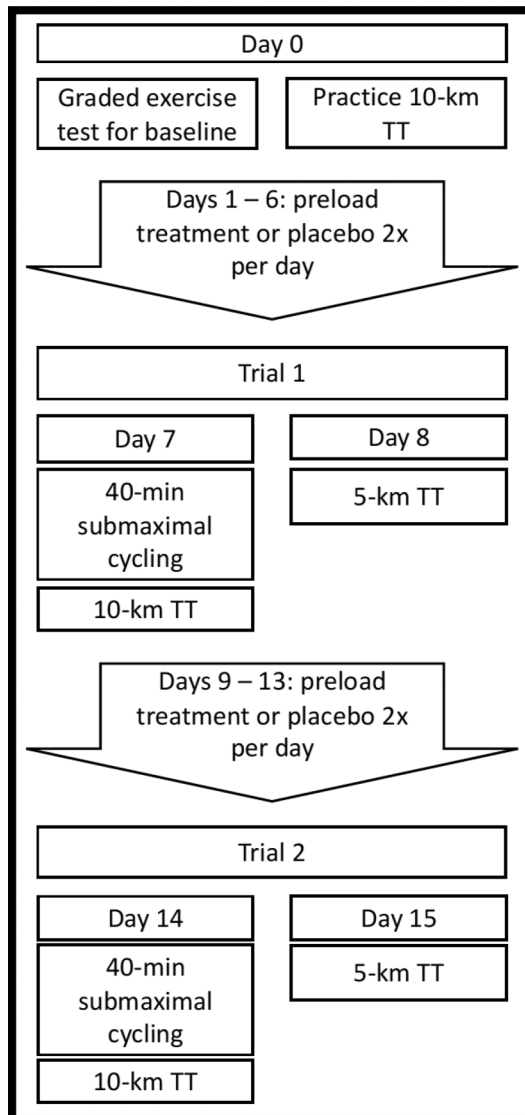 Day 0
Graded exercise
test for baseline
Practice 10-km
TT
Days 1 – 6: preload
treatment or placebo 2x
per day
Trial 1
Day 7
40-min
submaximal
cycling
10-km TT
Day 8
5-km TT
Days 9 – 13: preload
treatment or placebo 2x
per day
Trial 2
Day 14
40-min
submaximal
cycling
10-km TT
Day 15
5-km TT